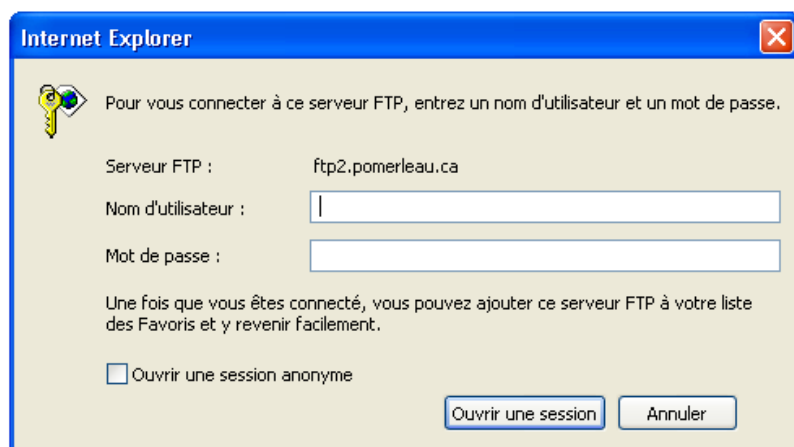 Internet Explorer
Pour vous connecter à ce serveur FTP, entrez un nom d'utilisateur et un mot de passe.
Serveur FTP : ftp2.pomerleau.ca
Nom d'utilisateur :
Mot de passe :
Une fois que vous êtes connecté, vous pouvez ajouter ce serveur FTP à votre liste
des Favoris et y revenir facilement.
Ouvrir une session anonyme
Ouvrir une session Annuler